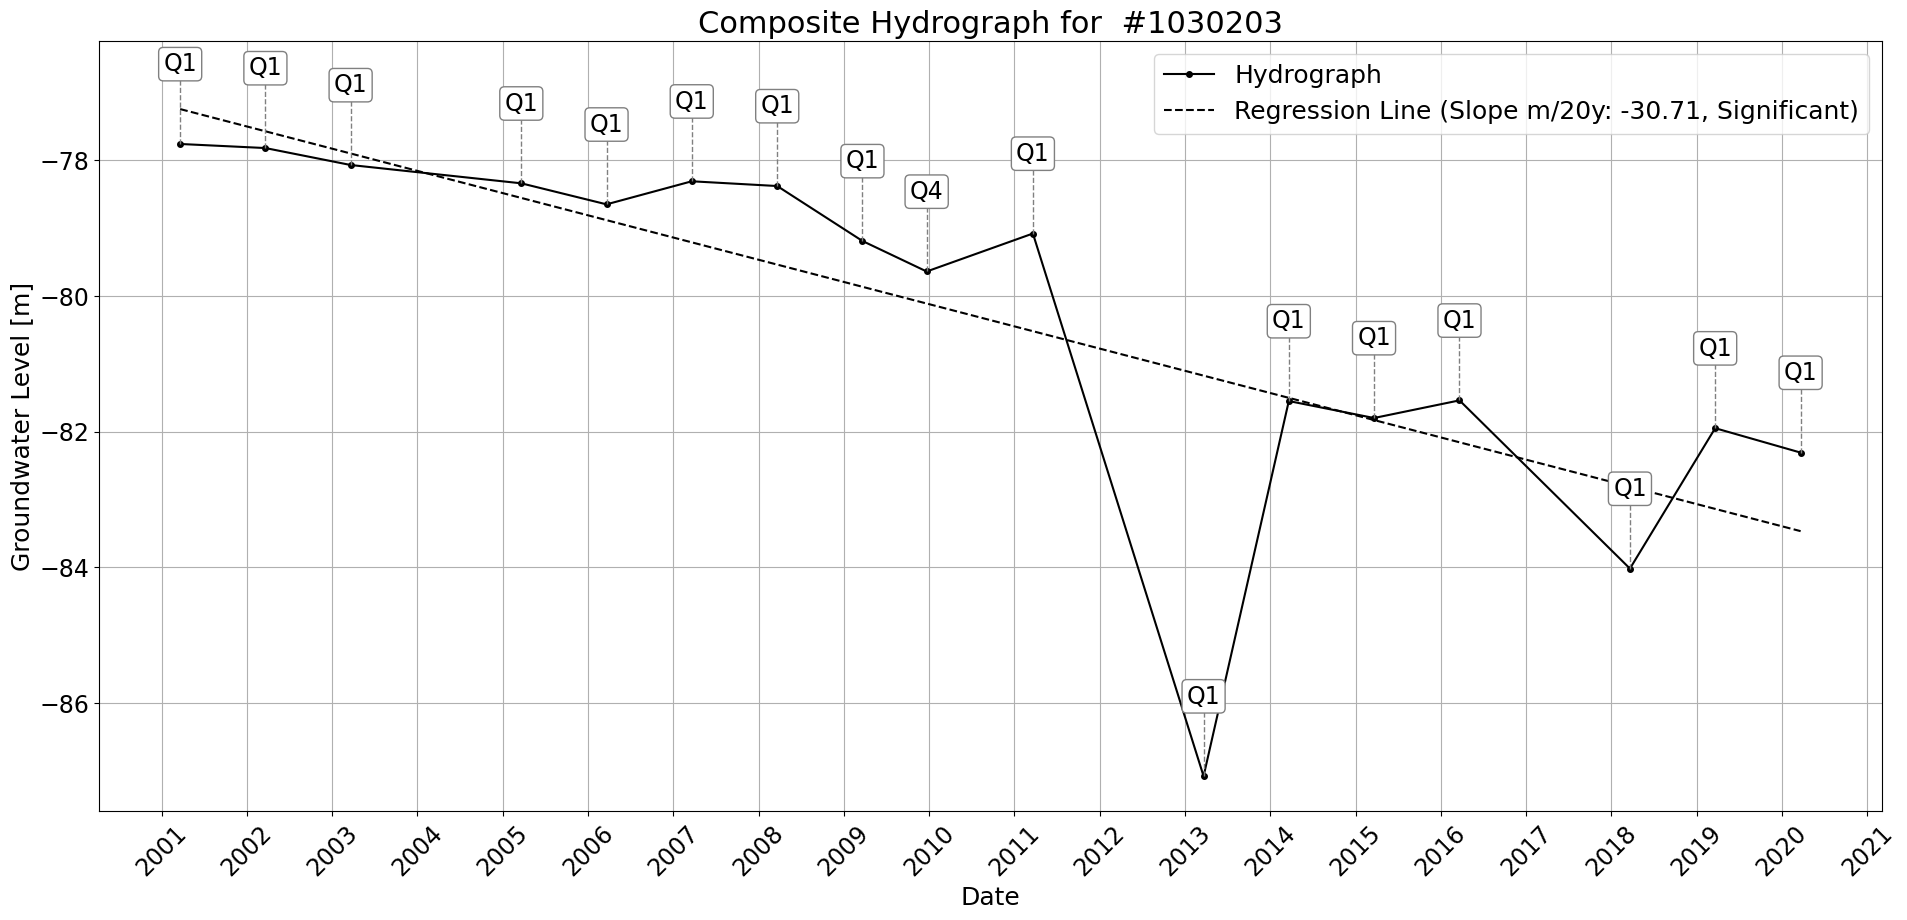 Composite Hydrograph for  #1030203
Hydrograph
Regression Line (Slope m/20y: -30.71, Significant)
Q1
Q1
Q1
Q1
Q1
Q1
Q1
Q1
Q4
Q1
Q1
Q1
Q1
Q1
Q1
Q1
Q1
Groundwater Level [m]
−78
−80
−82
−84
−86
2001
2002
2003
2004
2005
2006
2007
2008
2009
2010
2011
2012
2013
2014
2015
2016
2017
2018
2019
2020
2021
Date